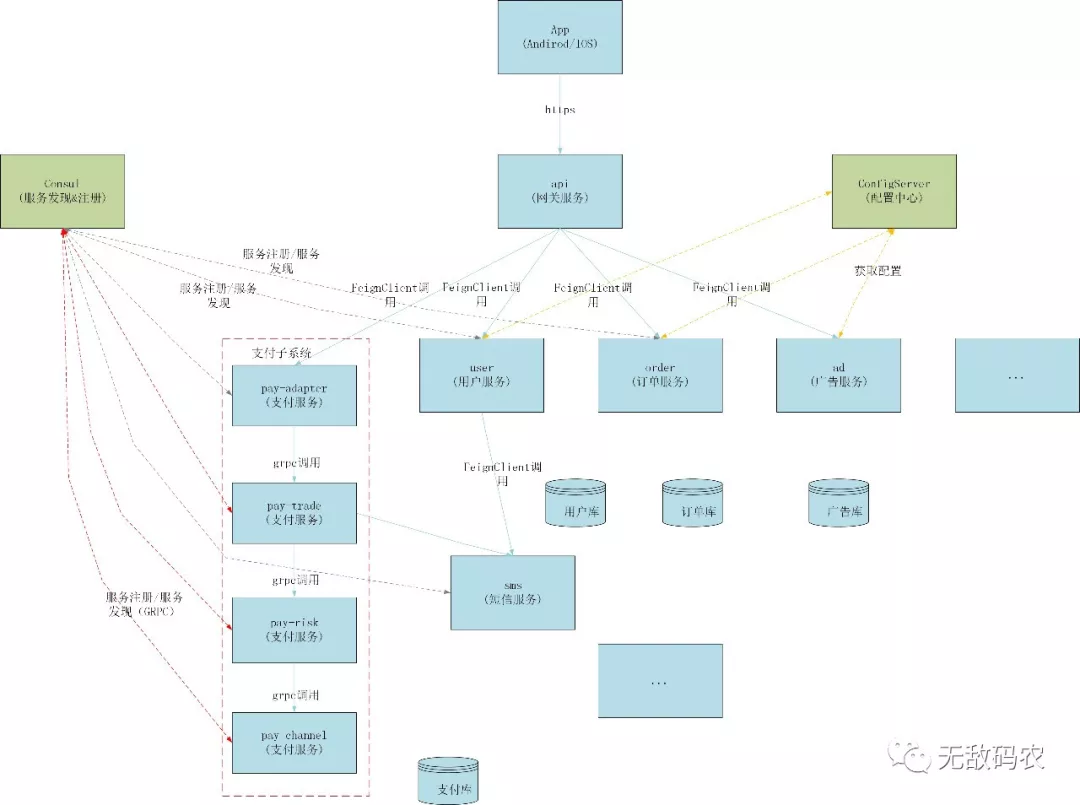 App
(Andirod/IOS)
https
Consul
(服务发现&注册)
api
(网关服务)
ConfigServer
(配置中心)
服务注册/服务
发现
获取配置
服务注册/服务
发现
FeignClient调
用
FeignClient调
用
FeignClient调
用
FeignClient调
用
支付子系统
pay-adapter
(支付服务)
user
(用户服务)
order
(订单服务)
ad
(广告服务)
...
grpc调用
FeignClient调
用
pay-trade
(支付服务)
用户库
订单库
广告库
grpc调用
sms
(短信服务)
服务注册/服务
发现（GRPC）
pay-risk
(支付服务)
grpc调用
...
pay-channel
(支付服务)
支付库
无敌码农